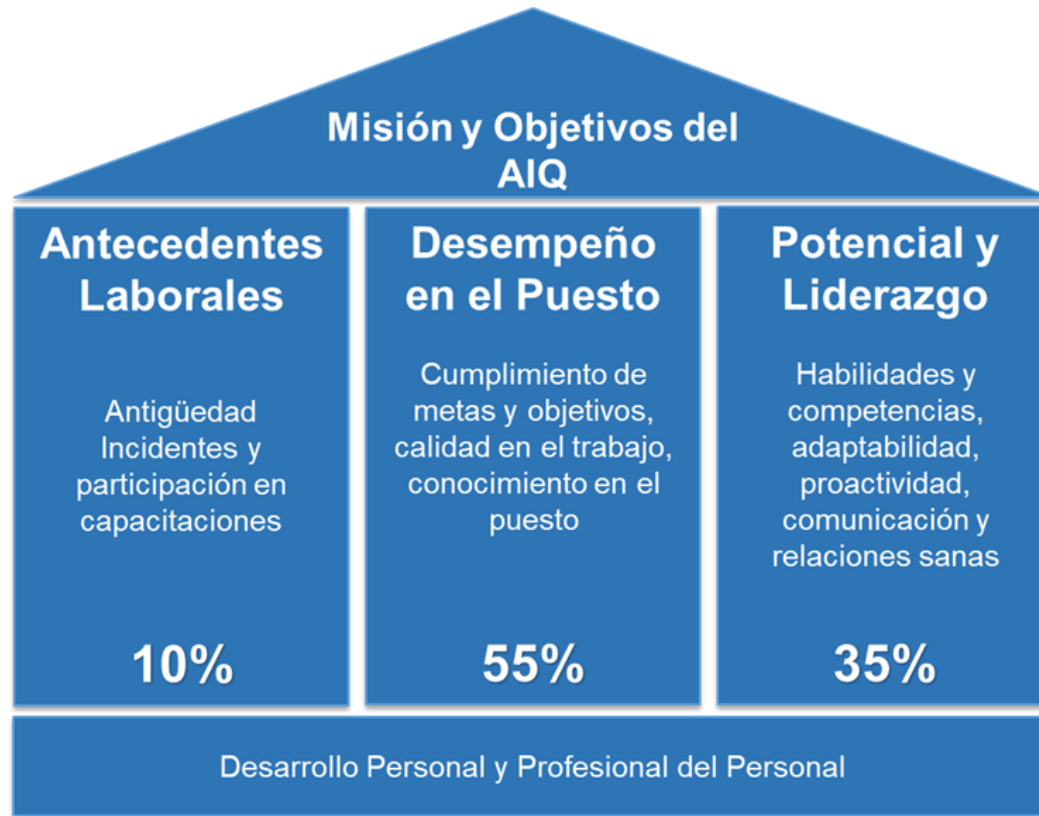 Misión y Objetivos del
AIQ
Antecedentes
Laborales
Antigüedad
Incidentes y
participación en
capacitaciones
10%
Desempeño
en el Puesto
Cumplimiento de
metas y objetivos,
calidad en el trabajo,
conocimiento en el
puesto
55%
Potencial y
Liderazgo
Habilidades y
competencias,
adaptabilidad,
proactividad,
comunicación y
relaciones sanas
35%
Desarrollo Personal y Profesional del Personal